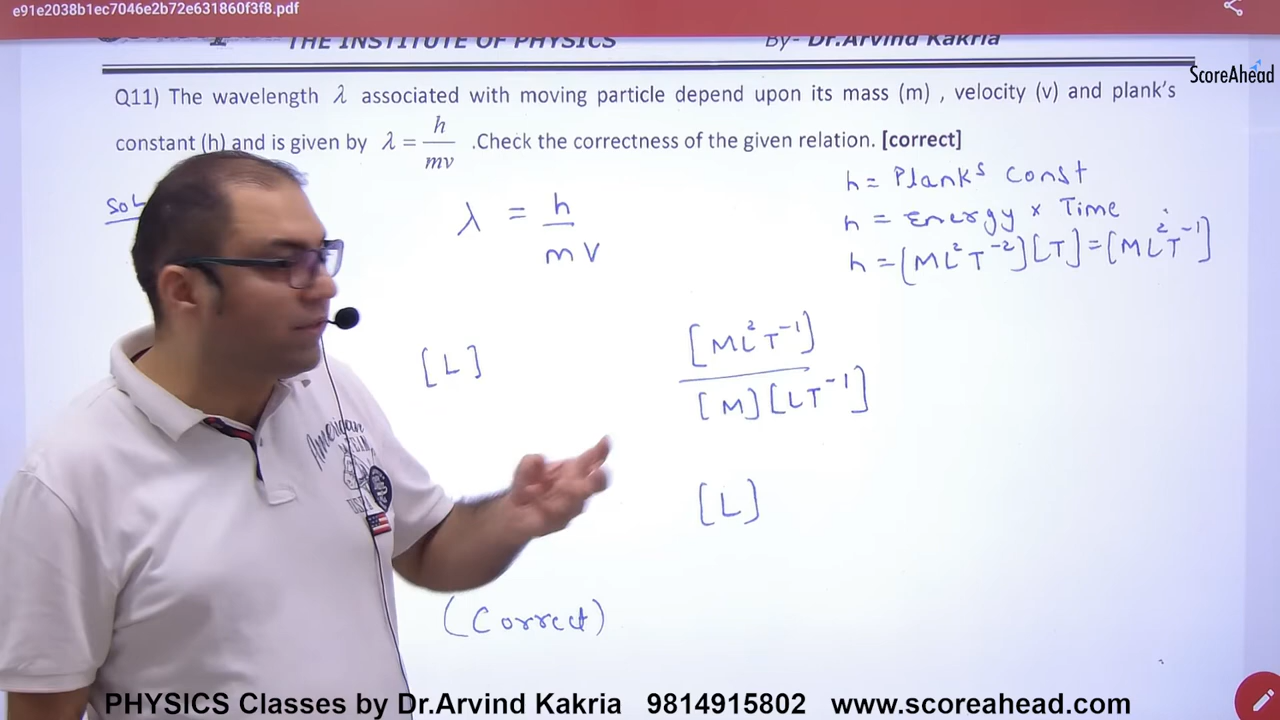 e91e2038b1ec7046e2b72e631860f3f8.pdf
THE INSTITUTE OF PHYSICS By- Dr.Arvind Kakria
ScoreAhead
Q11) The wavelength λ associated with moving particle depend upon its mass (m) , velocity (v) and plank's
constant (h) and is given by λ = h/mv .Check the correctness of the given relation. [correct]
Sol
λ = h/mv
h = Planks Const
h = Energy × Time
h = [ML²T⁻²][T] = [ML²T⁻¹]
[L] [ML²T⁻¹]/[M][LT⁻¹]
[L]
(Correct)
American
PHYSICS Classes by Dr.Arvind Kakria 9814915802 www.scoreahead.com